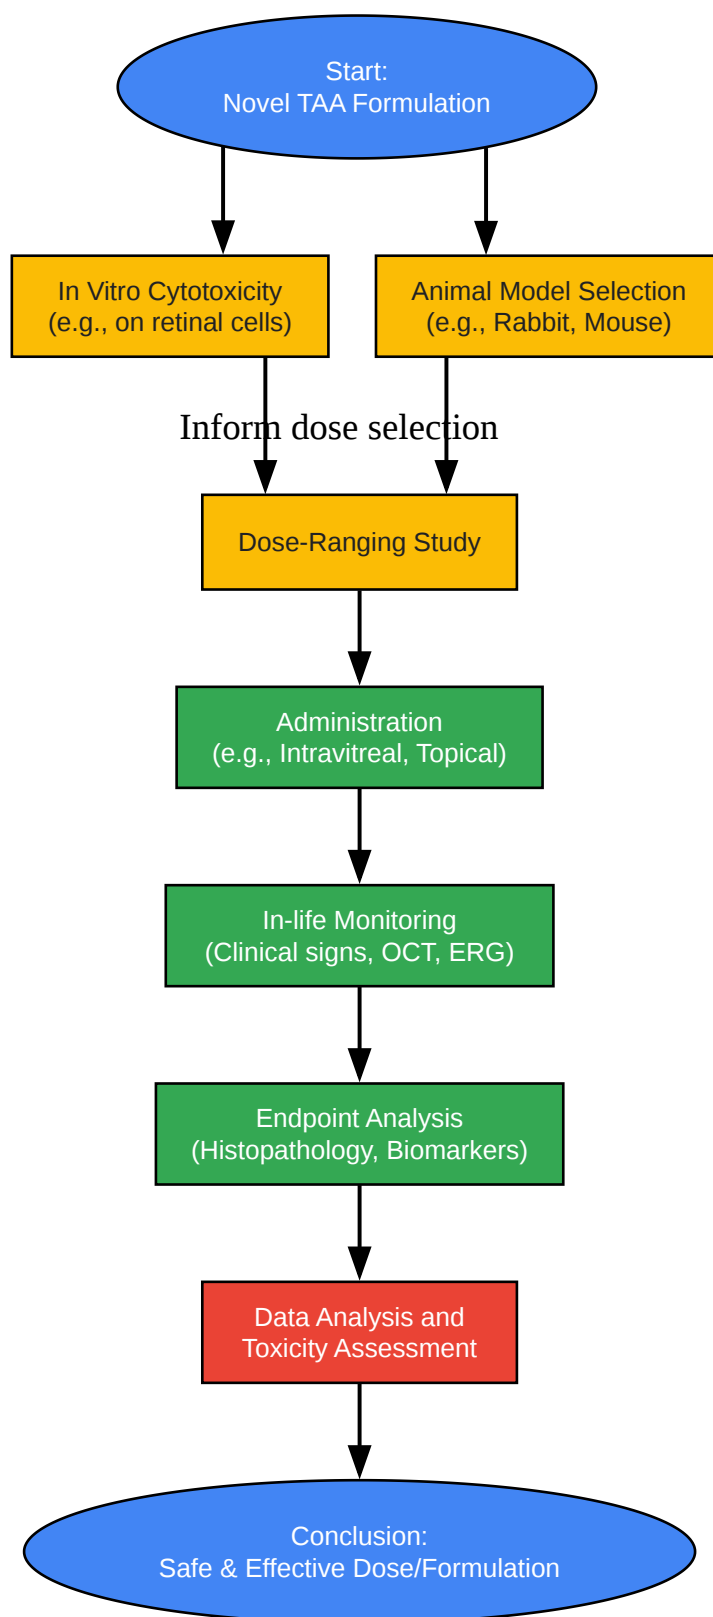 Start:
Novel TAA Formulation
In Vitro Cytotoxicity
(e.g., on retinal cells)
Animal Model Selection
(e.g., Rabbit, Mouse)
Inform dose selection
Dose-Ranging Study
Administration
(e.g., Intravitreal, Topical)
In-life Monitoring
(Clinical signs, OCT, ERG)
Endpoint Analysis
(Histopathology, Biomarkers)
Data Analysis and
Toxicity Assessment
Conclusion:
Safe & Effective Dose/Formulation